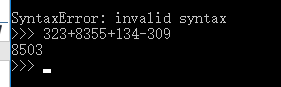 SyntaxError: invalid syntax
>>> 323+8355+134-309
8503
>>>